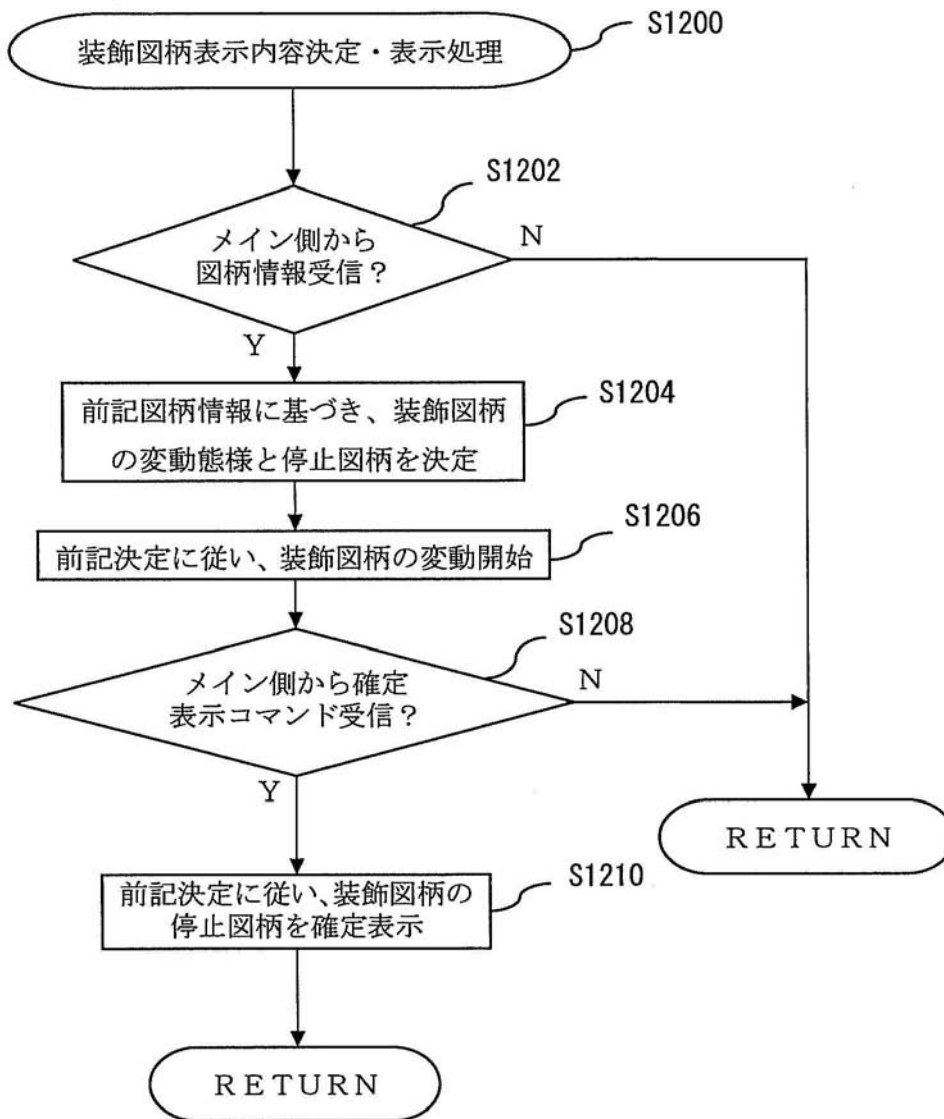 S1200
装飾図柄表示内容決定・表示処理
S1202
メイン側から
図柄情報受信？
N
Y
S1204
前記図柄情報に基づき、装飾図柄
の変動態様と停止図柄を決定
S1206
前記決定に従い、装飾図柄の変動開始
S1208
メイン側から確定
表示コマンド受信？
N
Y
RETURN
S1210
前記決定に従い、装飾図柄の
停止図柄を確定表示
RETURN